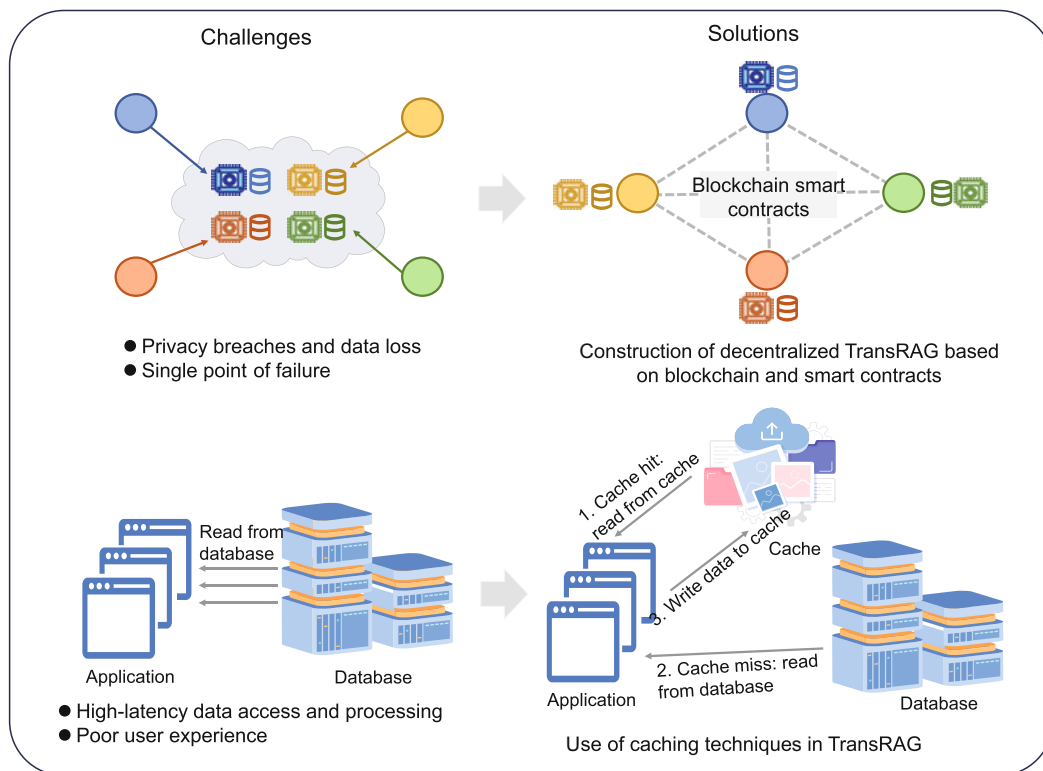 Challenges
Solutions
Blockchain smart
contracts
● Privacy breaches and data loss
● Single point of failure
Construction of decentralized TransRAG based
on blockchain and smart contracts
Read from
database
Application
Database
● High-latency data access and processing
● Poor user experience
1. Cache hit:
read from cache
3. Write data to cache
Cache
2. Cache miss: read
from database
Application
Database
Use of caching techniques in TransRAG